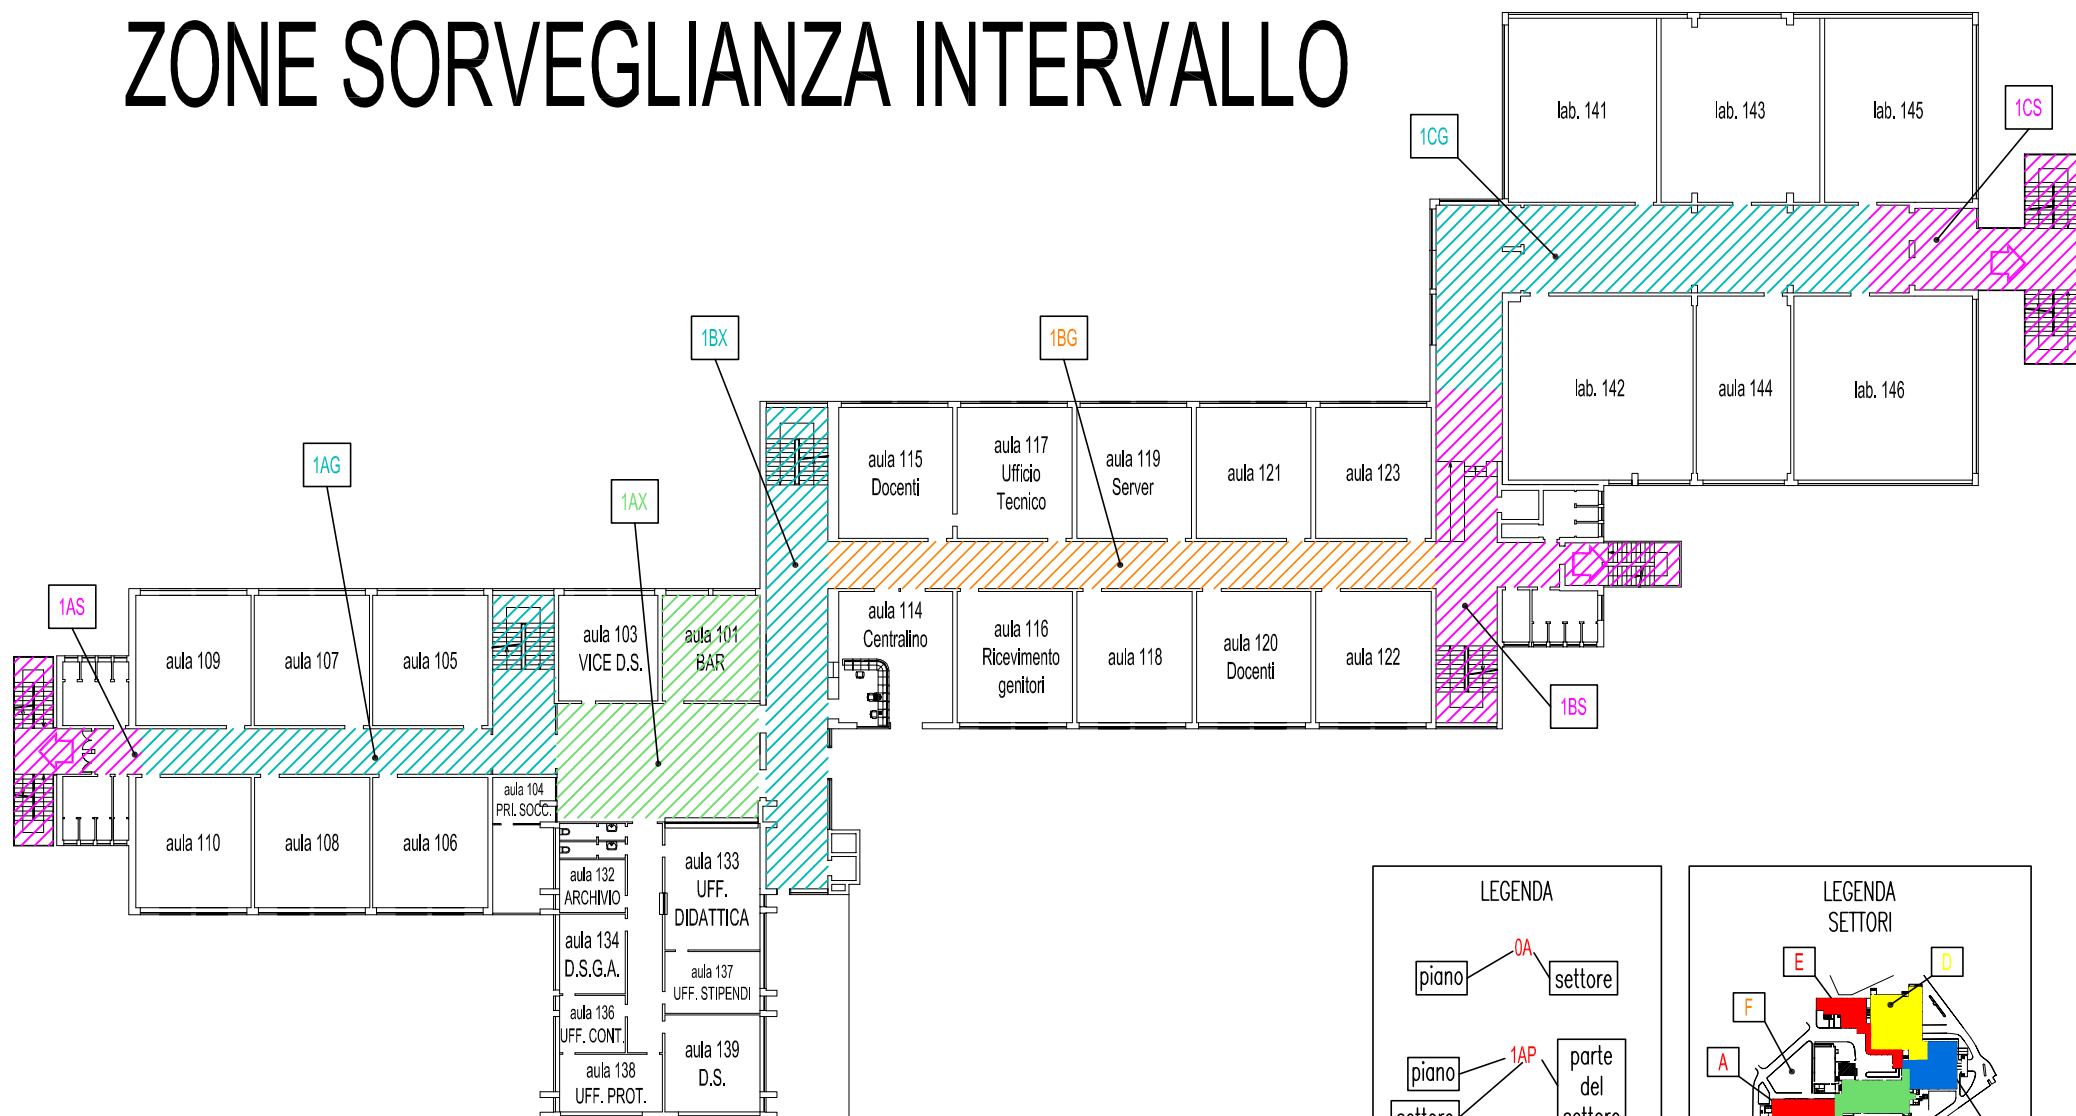 ZONE SORVEGLIANZA INTERVALLO
lab. 141
lab. 143
lab. 145
1CS
1CG
1BX
1BG
lab. 142
aula 144
lab. 146
1AG
1AX
aula 115
Docenti
aula 117
Ufficio
Tecnico
aula 119
Server
aula 121
aula 123
1AS
aula 109
aula 107
aula 105
aula 103
VICE D.S.
aula 101
BAR
aula 114
Centralino
aula 116
Ricevimento
genitori
aula 118
aula 120
Docenti
aula 122
1BS
aula 110
aula 108
aula 106
aula 104
PRI. SOCC.
aula 132
ARCHIVIO
aula 133
UFF.
DIDATTICA
aula 134
D.S.G.A.
aula 137
UFF. STIPENDI
aula 136
UFF. CONT.
aula 139
D.S.
aula 138
UFF. PROT.
LEGENDA
0A
piano
settore
1AP
piano
parte
del
settore
settore
LEGENDA
SETTORI
E
D
F
A